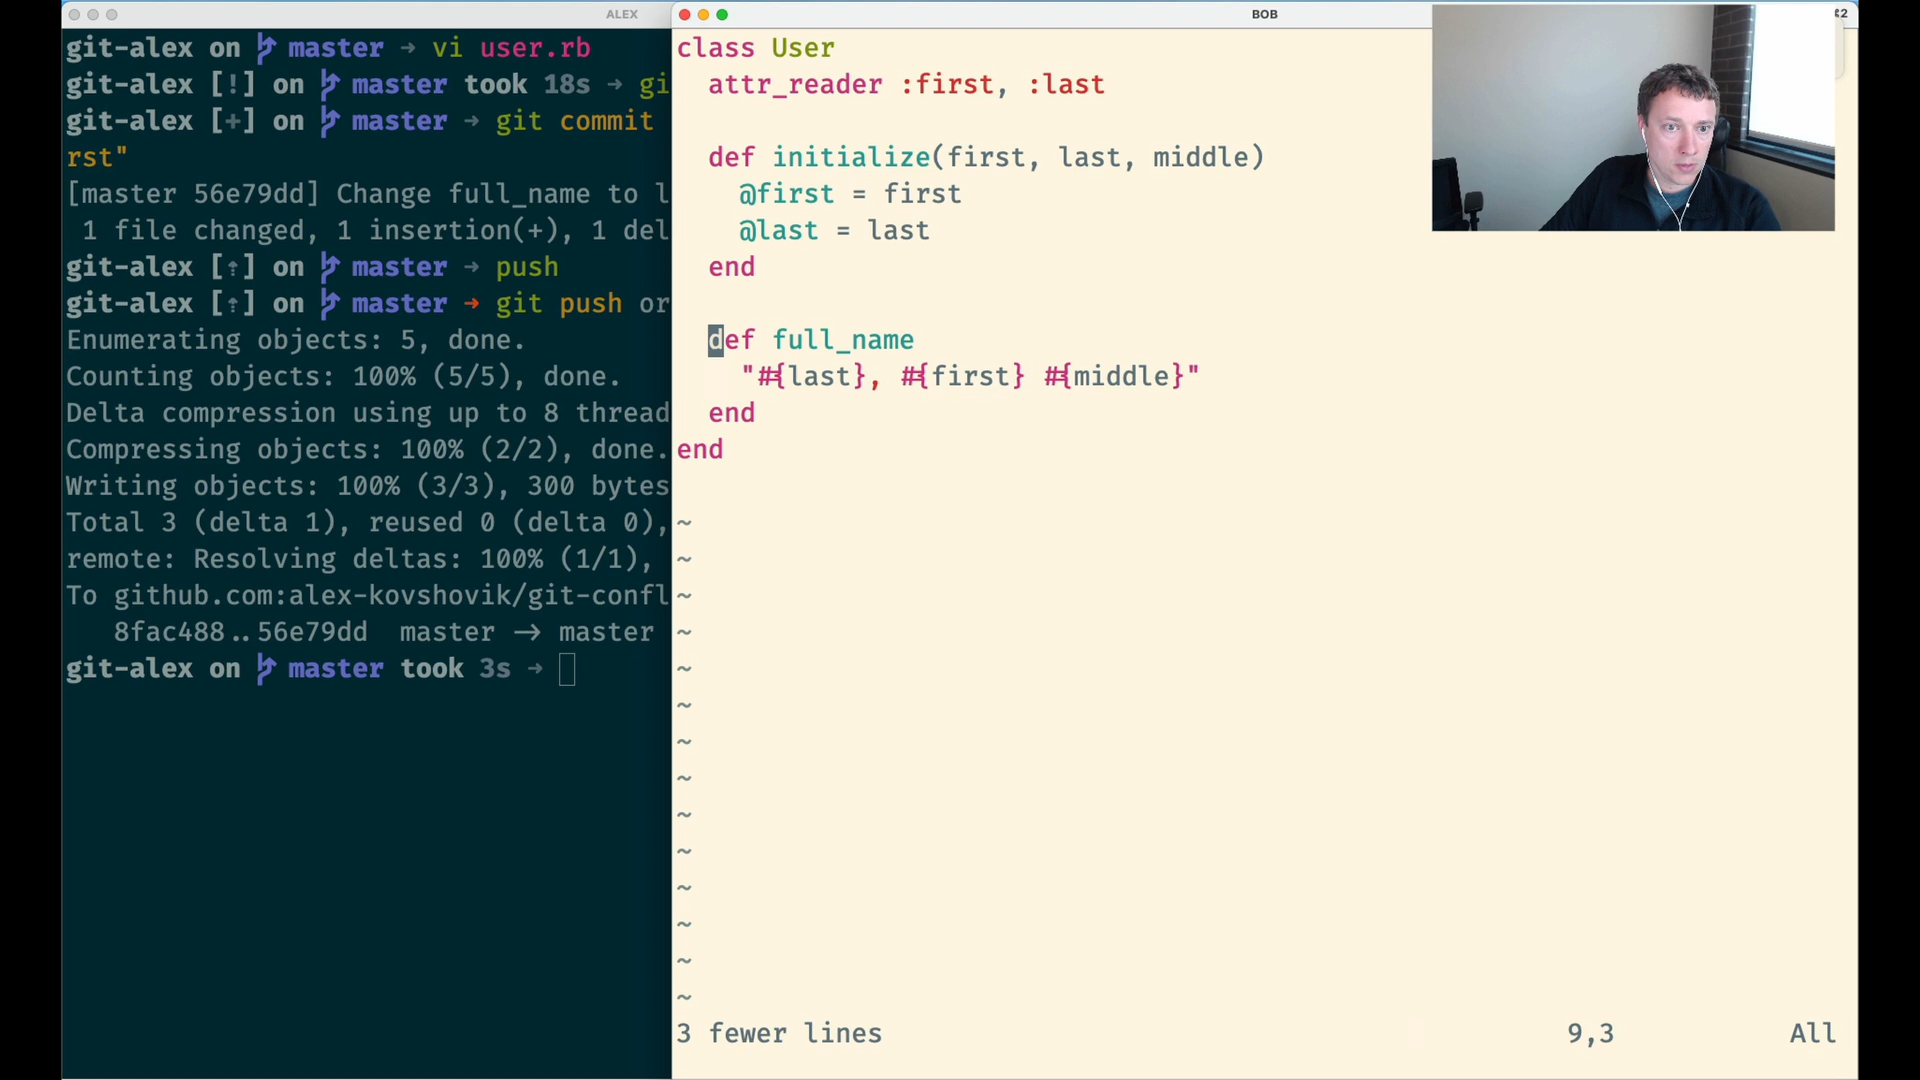 ALEX
git-alex on master → vi user.rb
git-alex [!] on master took 18s → gi
git-alex [+] on master → git commit
rst"
[master 56e79dd] Change full_name to l
1 file changed, 1 insertion(+), 1 del
git-alex [⇡] on master → push
git-alex [⇡] on master → git push or
Enumerating objects: 5, done.
Counting objects: 100% (5/5), done.
Delta compression using up to 8 thread
Compressing objects: 100% (2/2), done.
Writing objects: 100% (3/3), 300 bytes
Total 3 (delta 1), reused 0 (delta 0),
remote: Resolving deltas: 100% (1/1),
To github.com:alex-kovshovik/git-confl
8fac488..56e79dd master -> master
git-alex on master took 3s →
BOB
⌘2
class User
attr_reader :first, :last
def initialize(first, last, middle)
@first = first
@last = last
end
def full_name
"#{last}, #{first} #{middle}"
end
end
~
~
~
~
~
~
~
~
~
~
~
~
~
~
3 fewer lines 9,3 All